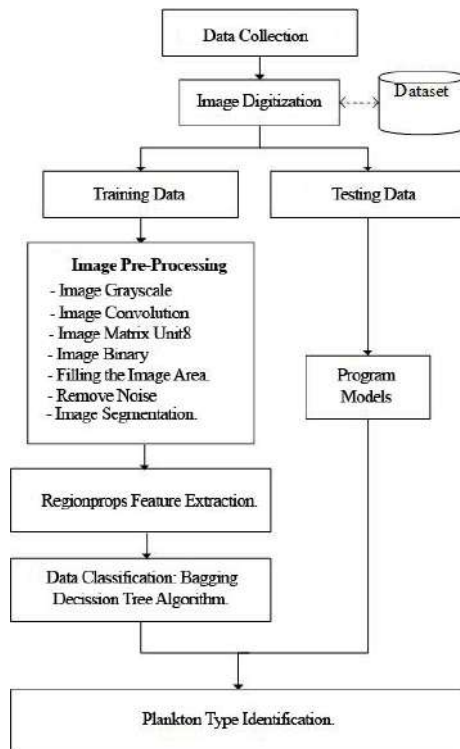 Data Collection
Image Digitization
Dataset
Training Data
Testing Data
Image Pre-Processing
- Image Grayscale
- Image Convolution
- Image Matrix Unit8
- Image Binary
- Filling the Image Area.
- Remove Noise
- Image Segmentation.
Program
Models
Regionprops Feature Extraction.
Data Classification: Bagging
Decission Tree Algorithm.
Plankton Type Identification.